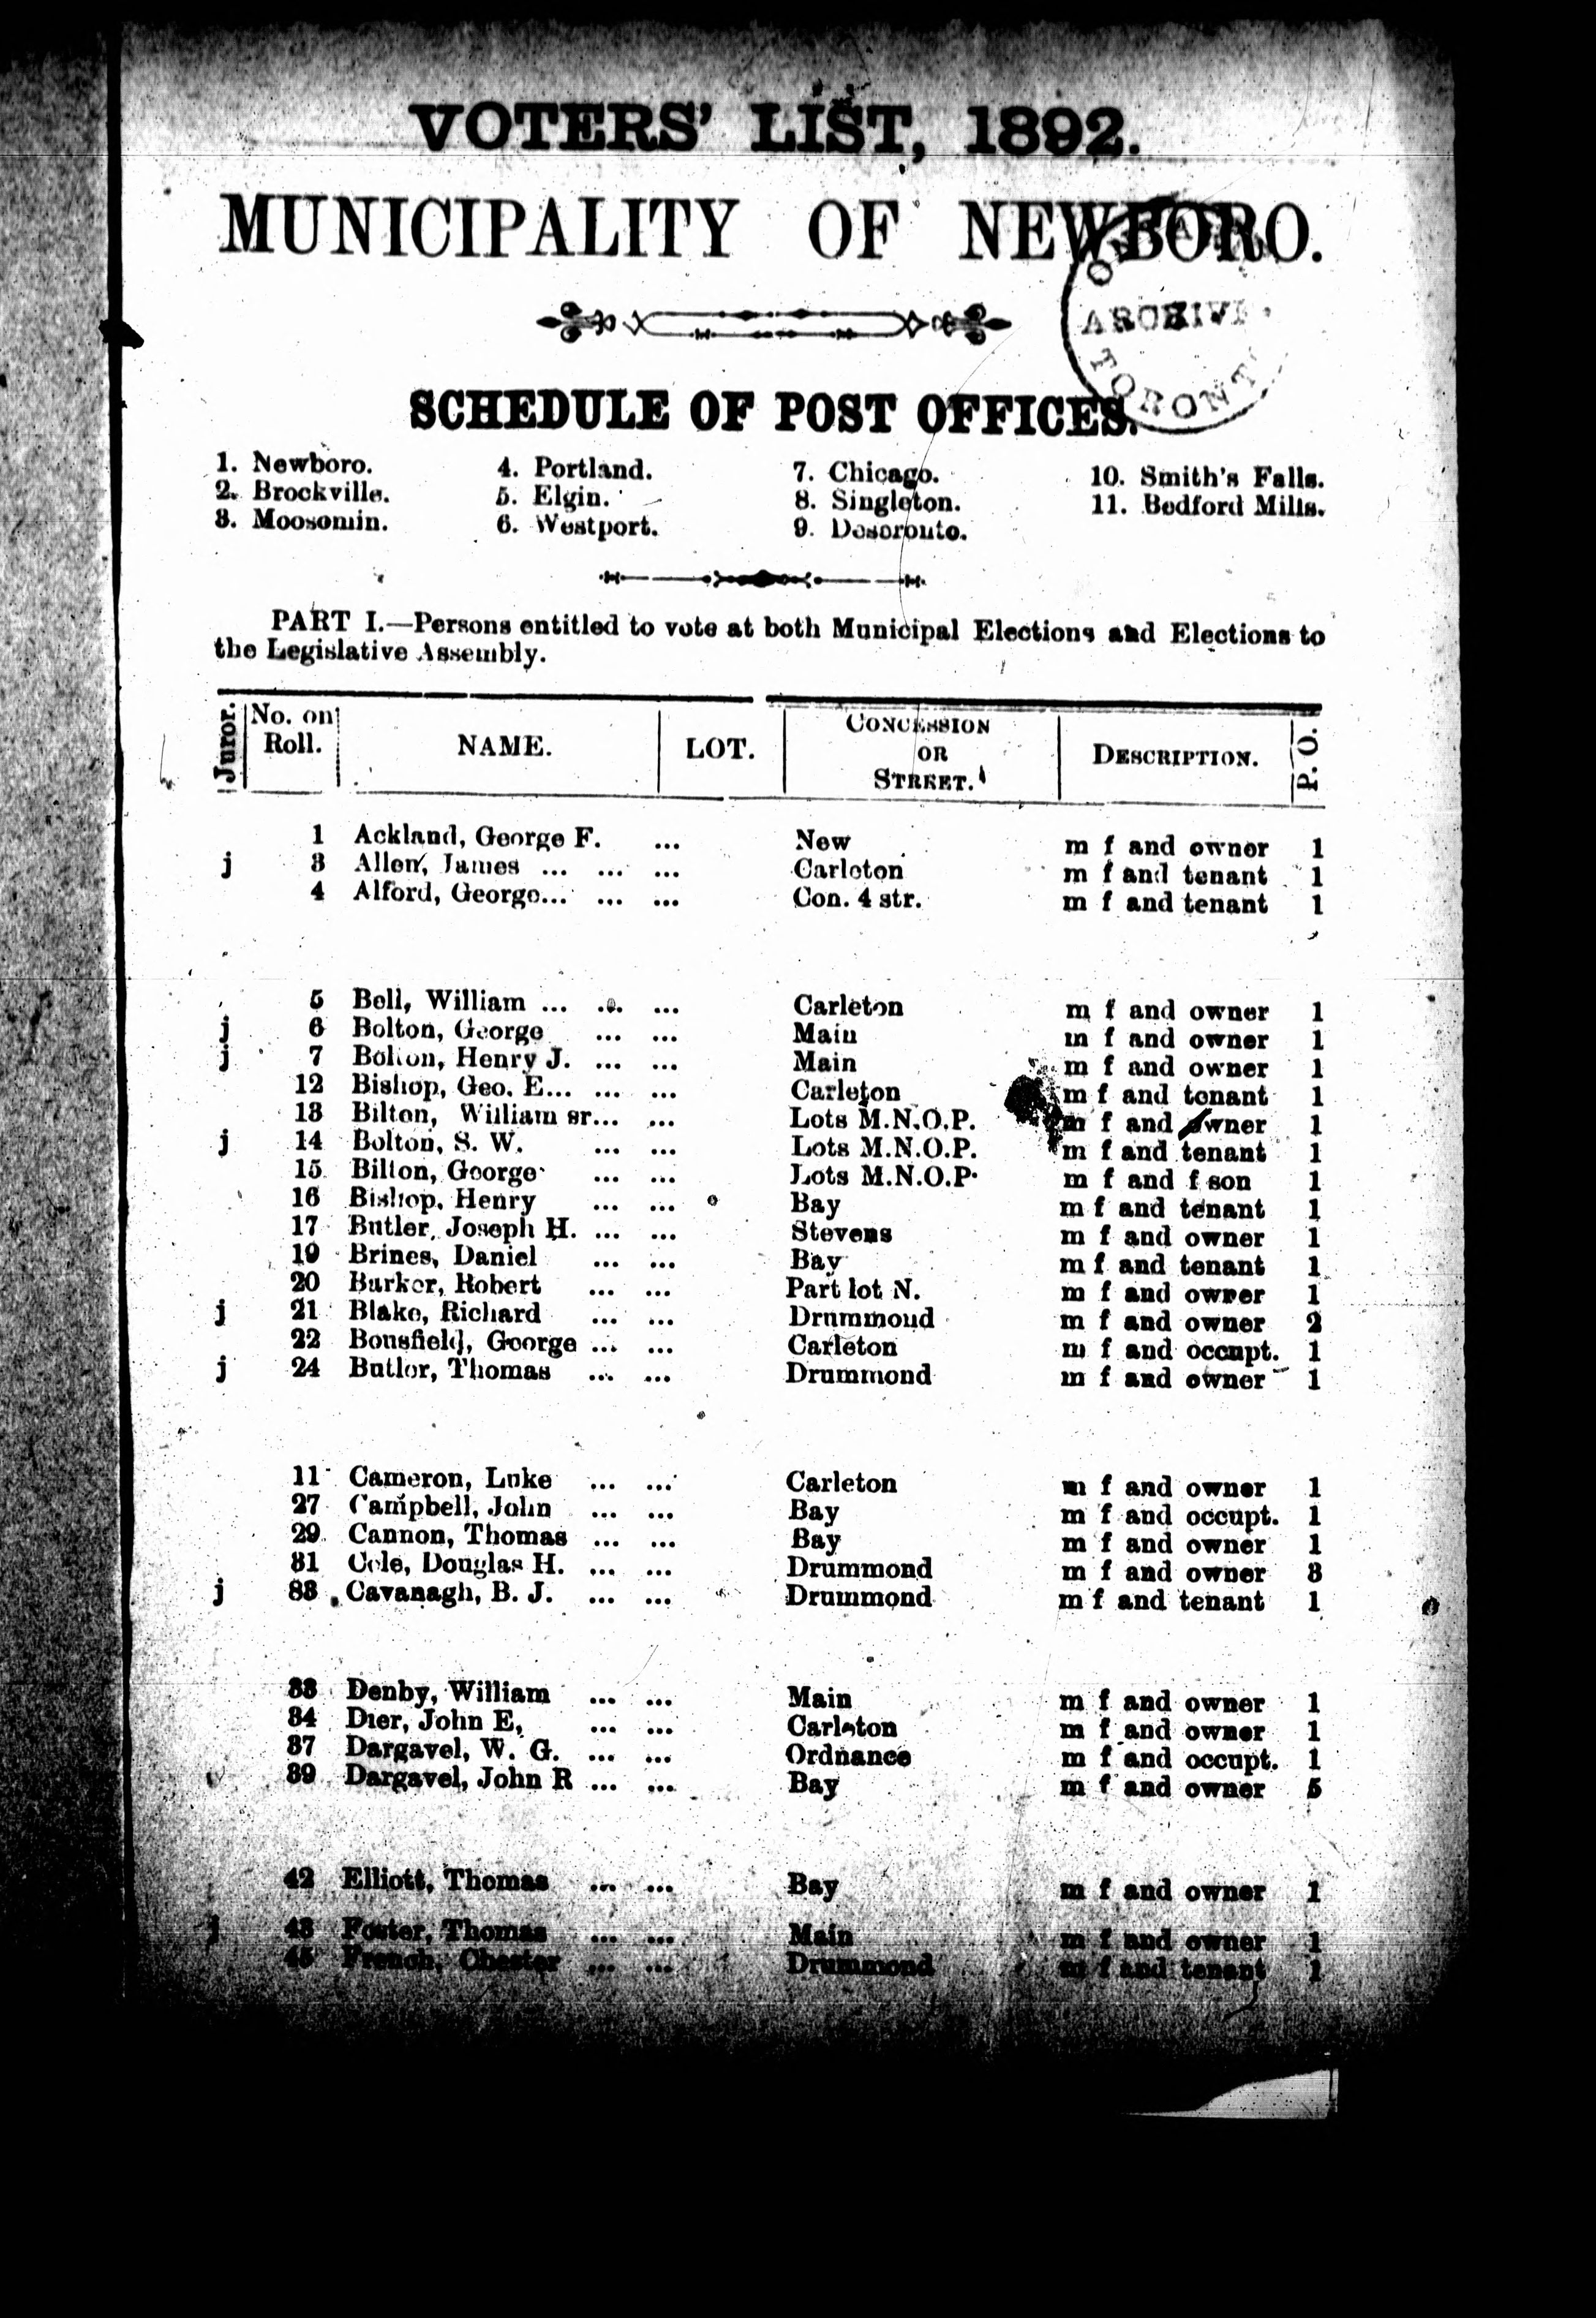 VOTERS' LIST, 1892.
MUNICIPALITY OF NEWBORO.
ARCHIVES
TORONTO
SCHEDULE OF POST OFFICES.
1. Newboro. 4. Portland. 7. Chicago. 10. Smith's Falls.
2. Brockville. 5. Elgin. 8. Singleton. 11. Bedford Mills.
3. Moosomin. 6. Westport. 9. Deseronto.
PART I.—Persons entitled to vote at both Municipal Elections and Elections to
the Legislative Assembly.
Juror. No. on Roll. NAME. LOT. CONCESSION OR STREET. DESCRIPTION. P. O.
1 Ackland, George F. ... New m f and owner 1
j 3 Allen, James ... ... ... Carleton m f and tenant 1
4 Alford, George... ... ... Con. 4 str. m f and tenant 1
5 Bell, William ... ... ... Carleton m f and owner 1
j 6 Bolton, George ... ... Main m f and owner 1
j 7 Bolton, Henry J. ... ... Main m f and owner 1
12 Bishop, Geo. E... ... ... Carleton m f and tenant 1
13 Bilton, William sr... ... Lots M.N.O.P. m f and owner 1
j 14 Bolton, S. W. ... ... Lots M.N.O.P. m f and tenant 1
15 Bilton, George ... ... Lots M.N.O.P. m f and f son 1
16 Bishop, Henry ... ... Bay m f and tenant 1
17 Butler, Joseph H. ... ... Stevens m f and owner 1
19 Brines, Daniel ... ... Bay m f and tenant 1
20 Barker, Robert ... ... Part lot N. m f and owner 1
j 21 Blake, Richard ... ... Drummond m f and owner 2
22 Bousfield, George ... ... Carleton m f and occupt. 1
j 24 Butler, Thomas ... ... Drummond m f and owner 1
11 Cameron, Luke ... ... Carleton m f and owner 1
27 Campbell, John ... ... Bay m f and occupt. 1
29 Cannon, Thomas ... ... Bay m f and owner 1
31 Cole, Douglas H. ... ... Drummond m f and owner 3
j 33 Cavanagh, B. J. ... ... Drummond m f and tenant 1
33 Denby, William ... ... Main m f and owner 1
34 Dier, John E, ... ... Carleton m f and owner 1
37 Dargavel, W. G. ... ... Ordnance m f and occupt. 1
39 Dargavel, John R ... ... Bay m f and owner 5
42 Elliott, Thomas ... ... Bay m f and owner 1
j 43 Foster, Thomas ... ... Main m f and owner 1
45 French, Chester ... ... Drummond m f and tenant 1